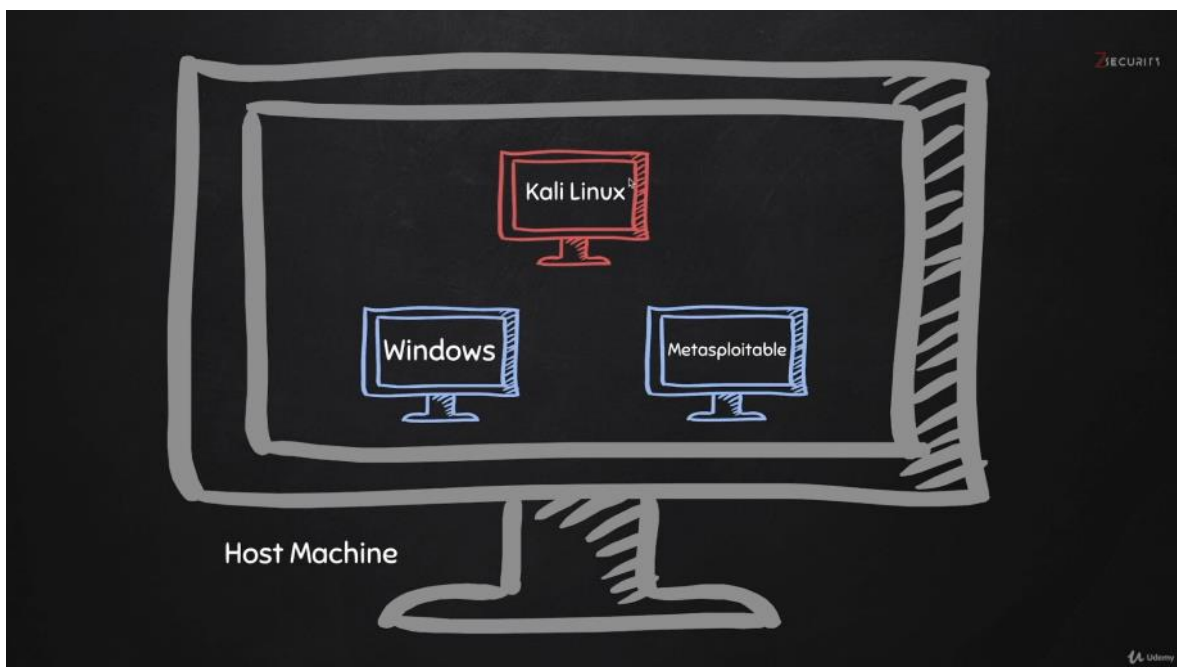 ZSECURITY
Kali Linux
Windows
Metasploitable
Host Machine
Udemy